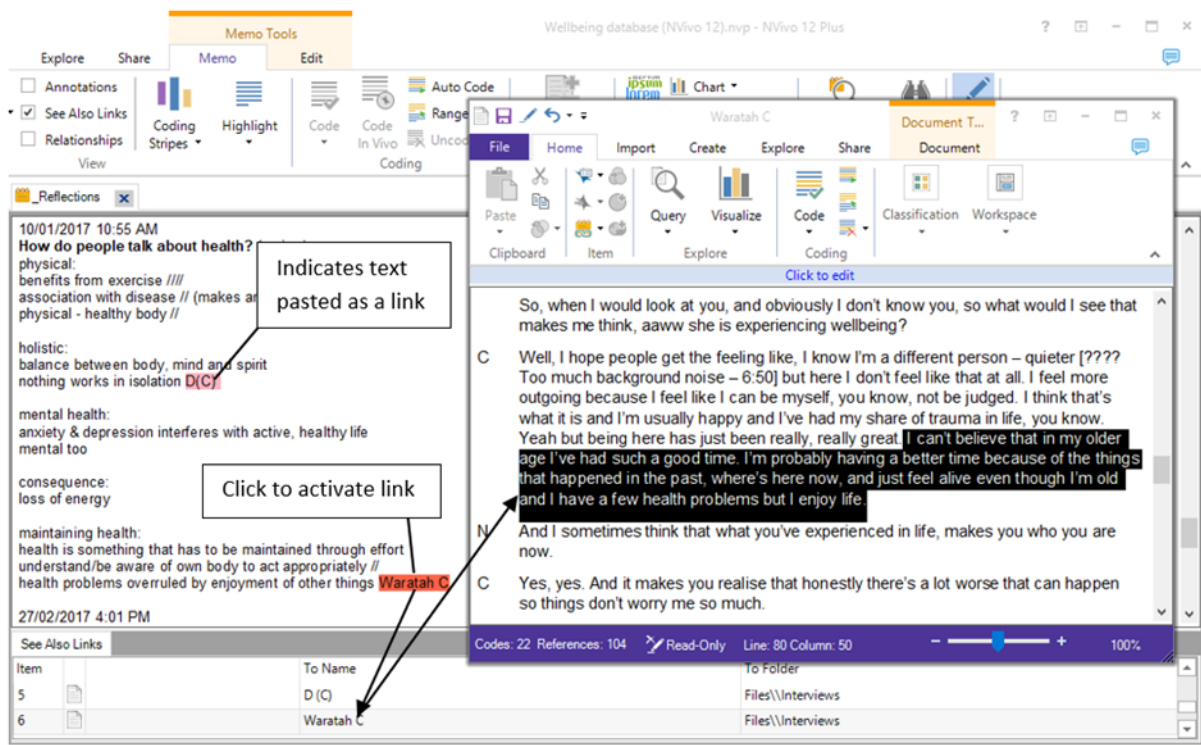 Memo Tools
Wellbeing database (NVivo 12).nvp - NVivo 12 Plus
?
Explore Share Memo Edit
Annotations
See Also Links
Relationships
View
Coding Stripes
Highlight
Code
Code In Vivo
Auto Code
Range
Uncod
Coding
Chart
_Reflections
10/01/2017 10:55 AM
How do people talk about health?
physical:
benefits from exercise ////
association with disease // (makes a
physical - healthy body //
holistic:
balance between body, mind and spirit
nothing works in isolation D(C)
mental health:
anxiety & depression interferes with active, healthy life
mental too
consequence:
loss of energy
maintaining health:
health is something that has to be maintained through effort
understand/be aware of own body to act appropriately //
health problems overruled by enjoyment of other things Waratah C
27/02/2017 4:01 PM
Indicates text
pasted as a link
Click to activate link
Waratah C
Document T...
?
File Home Import Create Explore Share Document
Paste
Clipboard
Item
Query
Visualize
Explore
Code
Coding
Classification
Workspace
Click to edit
So, when I would look at you, and obviously I don't know you, so what would I see that
makes me think, aaww she is experiencing wellbeing?
C Well, I hope people get the feeling like, I know I'm a different person – quieter [????
Too much background noise – 6:50] but here I don't feel like that at all. I feel more
outgoing because I feel like I can be myself, you know, not be judged. I think that's
what it is and I'm usually happy and I've had my share of trauma in life, you know.
Yeah but being here has just been really, really great. I can't believe that in my older
age I've had such a good time. I'm probably having a better time because of the things
that happened in the past, where's here now, and just feel alive even though I'm old
and I have a few health problems but I enjoy life.
N And I sometimes think that what you've experienced in life, makes you who you are
now.
C Yes, yes. And it makes you realise that honestly there's a lot worse that can happen
so things don't worry me so much.
Codes: 22 References: 104 Read-Only Line: 80 Column: 50 100%
See Also Links
Item To Name To Folder
5 D (C) Files\\Interviews
6 Waratah C Files\\Interviews